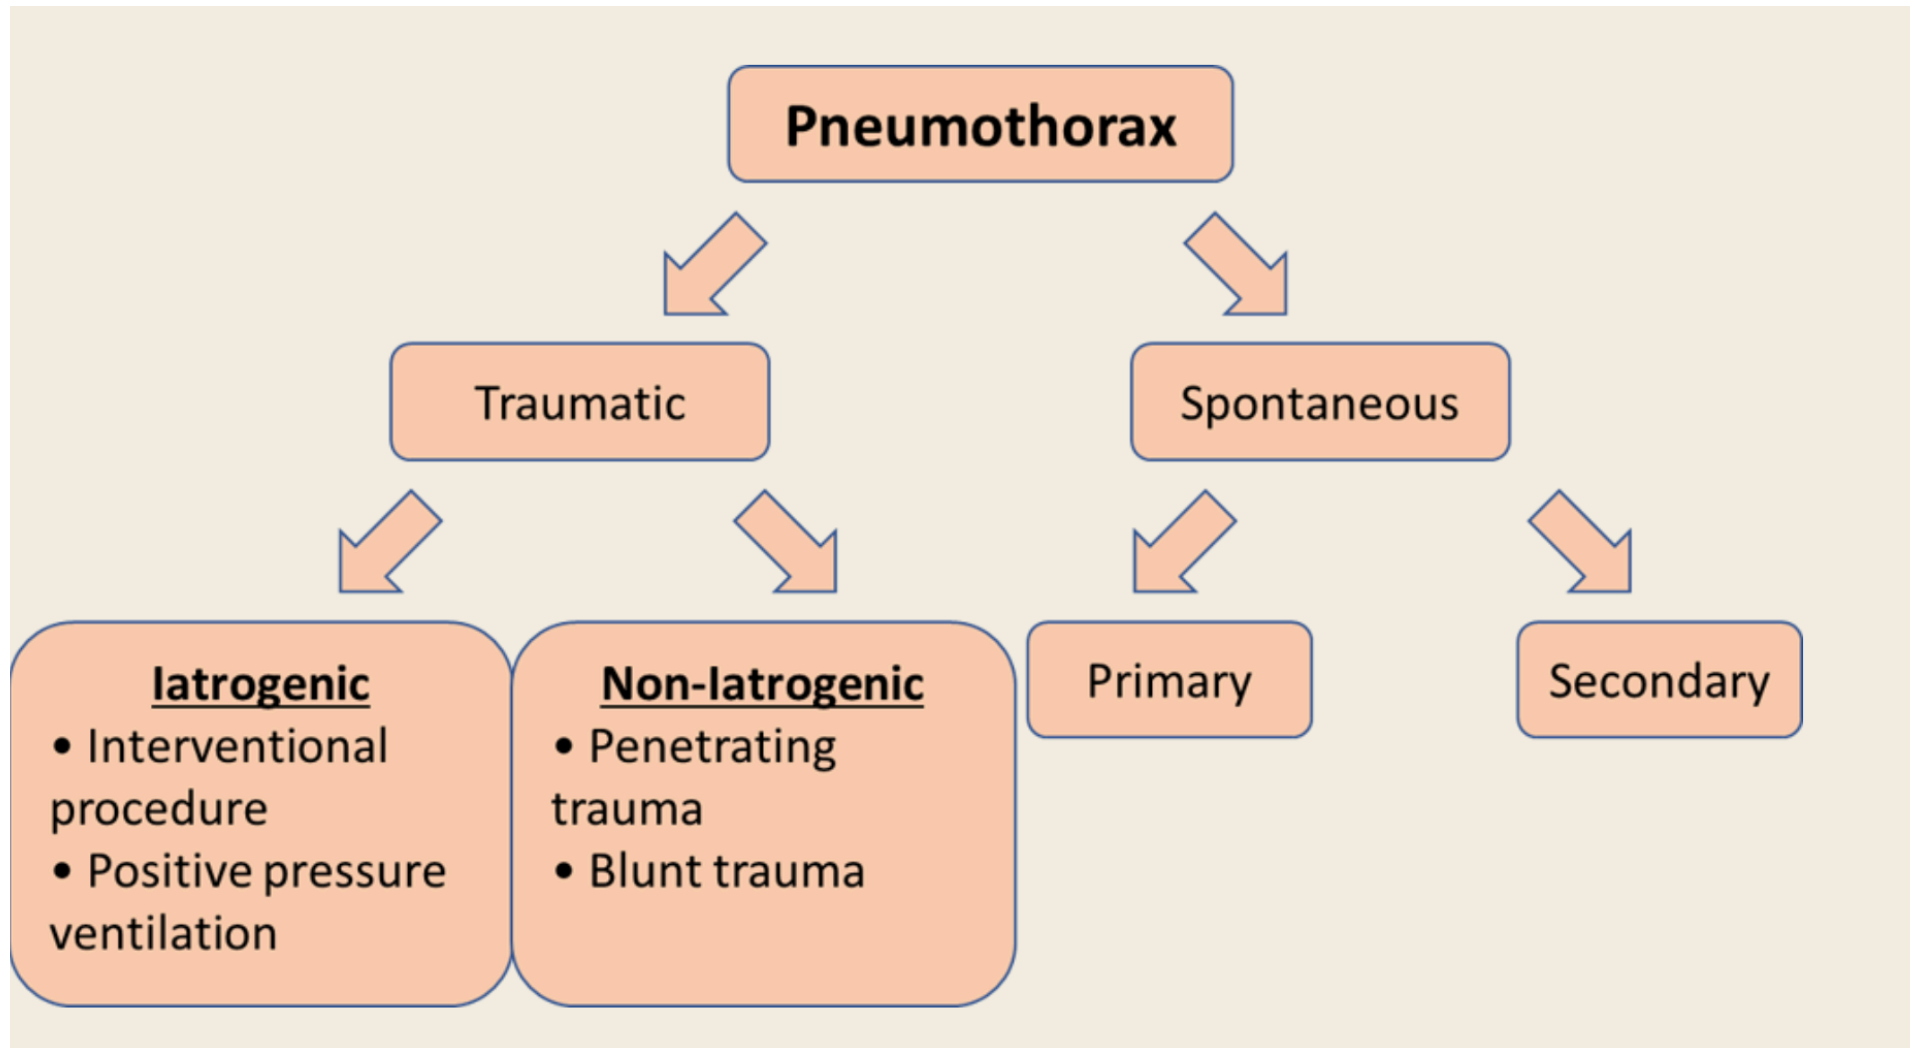 Pneumothorax
Traumatic
Spontaneous
Iatrogenic
• Interventional
procedure
• Positive pressure
ventilation
Non-Iatrogenic
• Penetrating
trauma
• Blunt trauma
Primary
Secondary